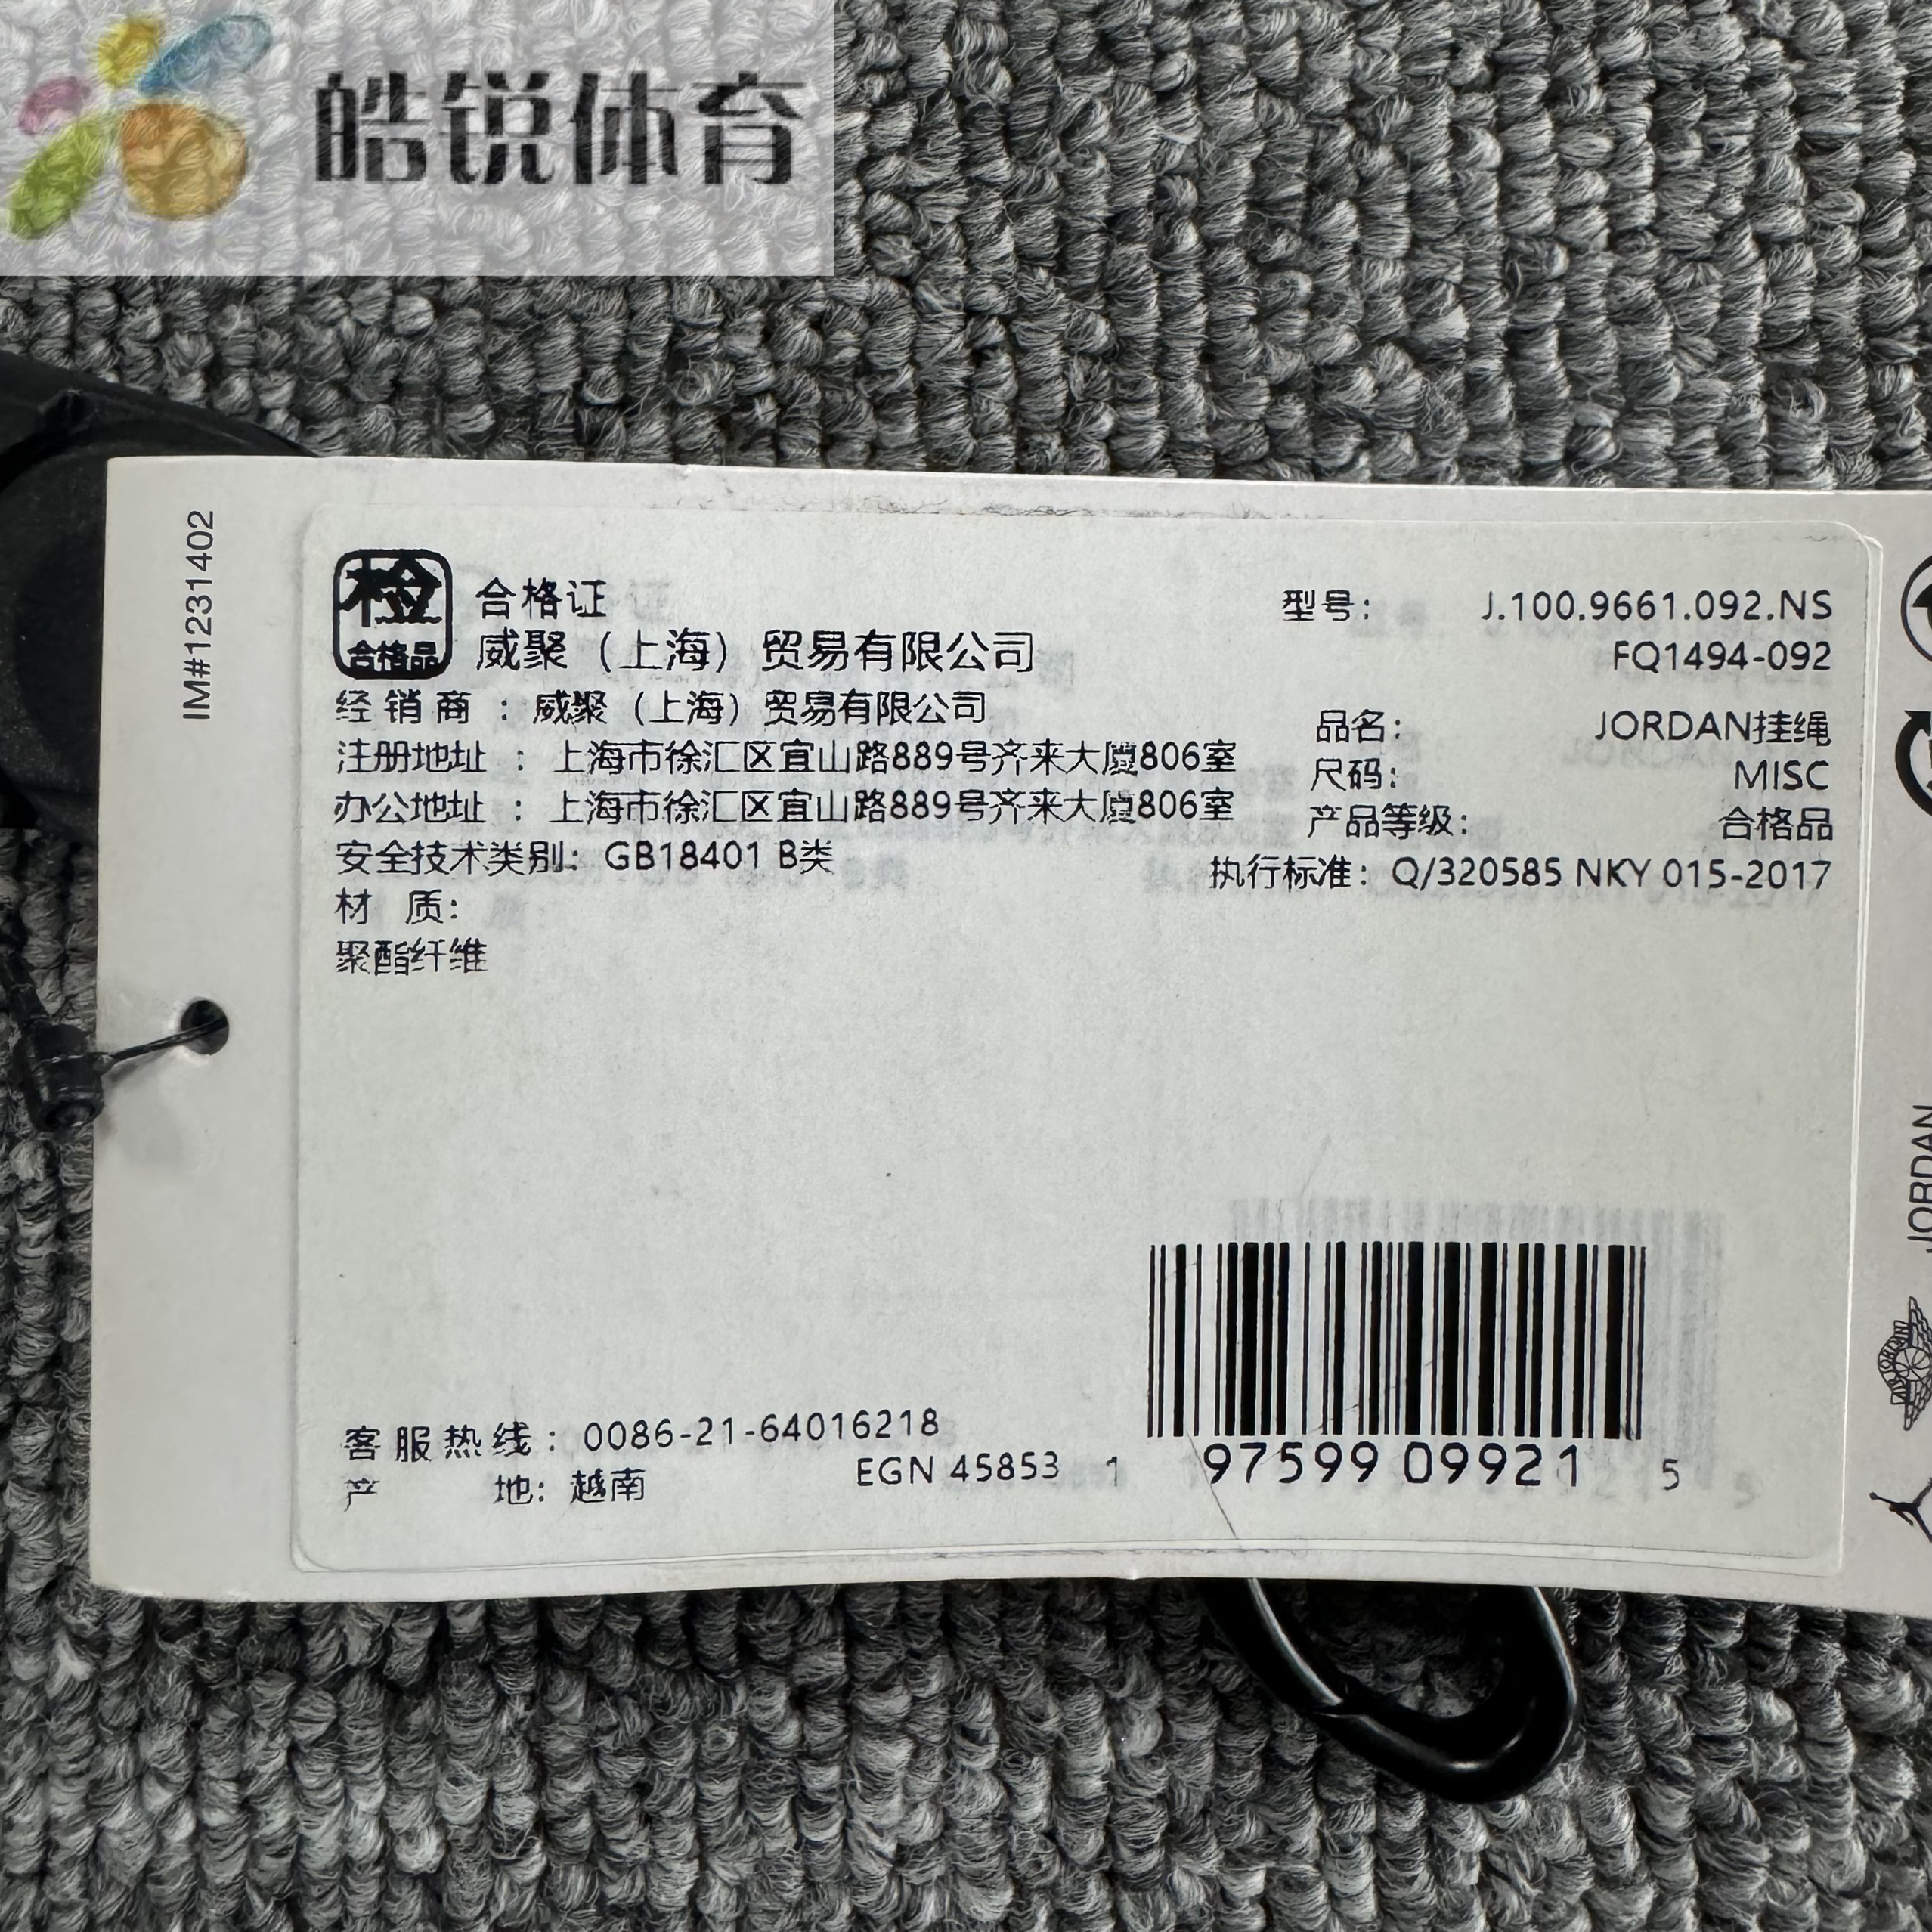 皓锐体育
IM#1231402
检
合格品
合格证
威聚（上海）贸易有限公司
经销商：威聚（上海）贸易有限公司
注册地址：上海市徐汇区宜山路889号齐来大厦806室
办公地址：上海市徐汇区宜山路889号齐来大厦806室
安全技术类别：GB18401 B类
材 质：
聚酯纤维
型号：J.100.9661.092.NS
FQ1494-092
品名：JORDAN挂绳
尺码：MISC
产品等级：合格品
执行标准：Q/320585 NKY 015-2017
客服热线：0086-21-64016218
产 地：越南
EGN 45853
1 97599 09921 5
JORDAN